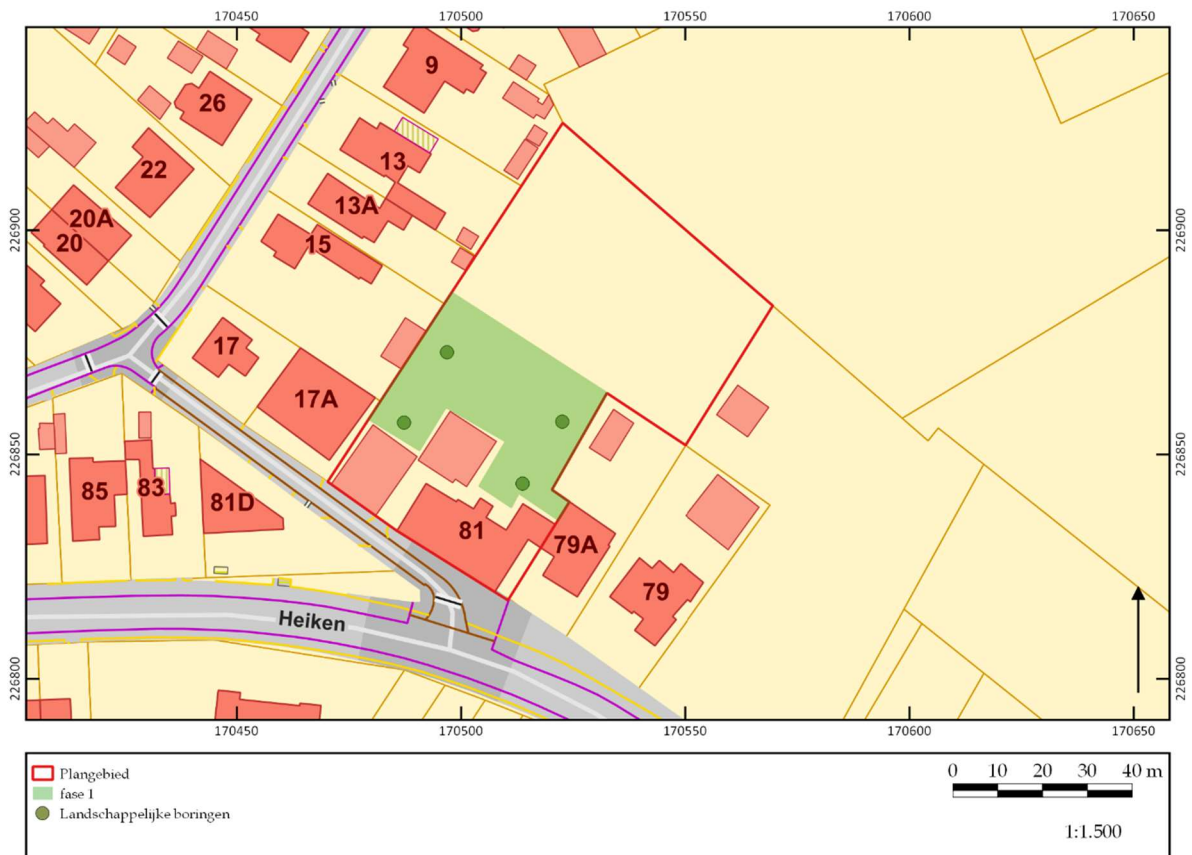 170450 170500 170550 170600 170650
9
26
13
22
13A
20A
20
15
226900
226900
17
17A
226850
226850
85
83
81D
81
79A
79
Heiken
226800
226800
170450 170500 170550 170600 170650
Plangebied
fase 1
Landschappelijke boringen
0 10 20 30 40 m
1:1.500